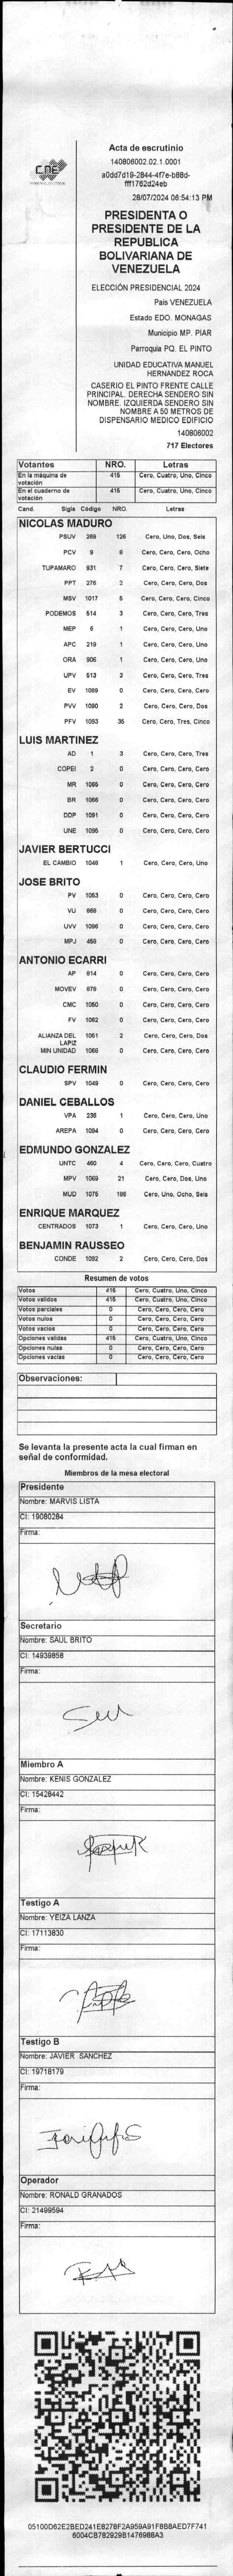 CNE
Acta de escrutinio
140806002.02.1.0001
a0dd7d19-2844-4f7e-b88d-
fff1762d24eb
28/07/2024 06:54:13 PM
PRESIDENTA O
PRESIDENTE DE LA
REPUBLICA
BOLIVARIANA DE
VENEZUELA
ELECCIÓN PRESIDENCIAL 2024
Pais VENEZUELA
Estado EDO. MONAGAS
Municipio MP. PIAR
Parroquia PQ. EL PINTO
UNIDAD EDUCATIVA MANUEL
HERNANDEZ ROCA
CASERIO EL PINTO FRENTE CALLE
PRINCIPAL. DERECHA SENDERO SIN
NOMBRE. IZQUIERDA SENDERO SIN
NOMBRE A 50 METROS DE
DISPENSARIO MEDICO EDIFICIO
140806002
717 Electores
Votantes NRO. Letras
En la máquina de votación 415 Cero, Cuatro, Uno, Cinco
En el cuaderno de votación 415 Cero, Cuatro, Uno, Cinco
Cand. Sigla Código NRO. Letras
NICOLAS MADURO
PSUV 269 126 Cero, Uno, Dos, Seis
PCV 9 8 Cero, Cero, Cero, Ocho
TUPAMARO 931 7 Cero, Cero, Cero, Siete
PPT 276 2 Cero, Cero, Cero, Dos
MSV 1017 5 Cero, Cero, Cero, Cinco
PODEMOS 514 3 Cero, Cero, Cero, Tres
MEP 6 1 Cero, Cero, Cero, Uno
APC 219 1 Cero, Cero, Cero, Uno
ORA 906 1 Cero, Cero, Cero, Uno
UPV 513 3 Cero, Cero, Cero, Tres
EV 1089 0 Cero, Cero, Cero, Cero
PVV 1090 2 Cero, Cero, Cero, Dos
PFV 1093 35 Cero, Cero, Tres, Cinco
LUIS MARTINEZ
AD 1 3 Cero, Cero, Cero, Tres
COPEI 2 0 Cero, Cero, Cero, Cero
MR 1065 0 Cero, Cero, Cero, Cero
BR 1066 0 Cero, Cero, Cero, Cero
DDP 1091 0 Cero, Cero, Cero, Cero
UNE 1095 0 Cero, Cero, Cero, Cero
JAVIER BERTUCCI
EL CAMBIO 1048 1 Cero, Cero, Cero, Uno
JOSE BRITO
PV 1053 0 Cero, Cero, Cero, Cero
VU 869 0 Cero, Cero, Cero, Cero
UVV 1096 0 Cero, Cero, Cero, Cero
MPJ 459 0 Cero, Cero, Cero, Cero
ANTONIO ECARRI
AP 814 0 Cero, Cero, Cero, Cero
MOVEV 879 0 Cero, Cero, Cero, Cero
CMC 1050 0 Cero, Cero, Cero, Cero
FV 1062 0 Cero, Cero, Cero, Cero
ALIANZA DEL LAPIZ 1051 2 Cero, Cero, Cero, Dos
MIN UNIDAD 1068 0 Cero, Cero, Cero, Cero
CLAUDIO FERMIN
SPV 1049 0 Cero, Cero, Cero, Cero
DANIEL CEBALLOS
VPA 236 1 Cero, Cero, Cero, Uno
AREPA 1094 0 Cero, Cero, Cero, Cero
EDMUNDO GONZALEZ
UNTC 460 4 Cero, Cero, Cero, Cuatro
MPV 1069 21 Cero, Cero, Dos, Uno
MUD 1075 186 Cero, Uno, Ocho, Seis
ENRIQUE MARQUEZ
CENTRADOS 1073 1 Cero, Cero, Cero, Uno
BENJAMIN RAUSSEO
CONDE 1092 2 Cero, Cero, Cero, Dos
Resumen de votos
Votos 415 Cero, Cuatro, Uno, Cinco
Votos validos 415 Cero, Cuatro, Uno, Cinco
Votos parciales 0 Cero, Cero, Cero, Cero
Votos nulos 0 Cero, Cero, Cero, Cero
Votos vacios 0 Cero, Cero, Cero, Cero
Opciones validas 415 Cero, Cuatro, Uno, Cinco
Opciones nulas 0 Cero, Cero, Cero, Cero
Opciones vacias 0 Cero, Cero, Cero, Cero
Observaciones:
Se levanta la presente acta la cual firman en
señal de conformidad.
Miembros de la mesa electoral
Presidente
Nombre: MARVIS LISTA
CI: 19080284
Firma:
Secretario
Nombre: SAUL BRITO
CI: 14939858
Firma:
Miembro A
Nombre: KENIS GONZALEZ
CI: 15428442
Firma:
Testigo A
Nombre: YEIZA LANZA
CI: 17113830
Firma:
Testigo B
Nombre: JAVIER SANCHEZ
CI: 19718179
Firma:
Operador
Nombre: RONALD GRANADOS
CI: 21499594
Firma:
05100D62E2BED241E8278F2A959A91F8B8AED7F741
6004CB782929B1476988A3